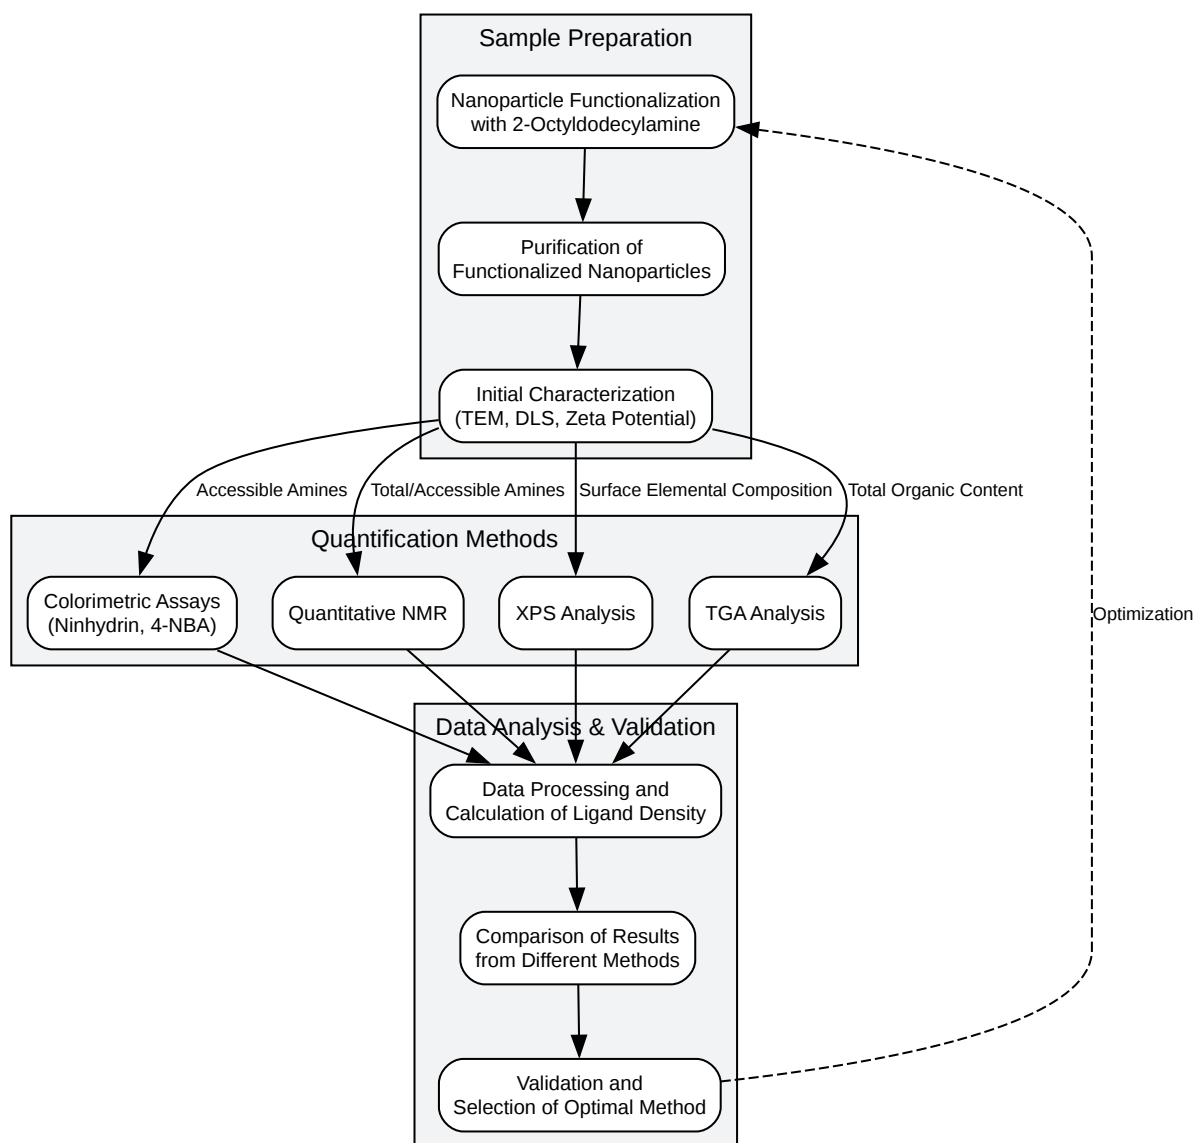 Sample Preparation
Nanoparticle Functionalization
with 2-Octyldodecylamine
Purification of
Functionalized Nanoparticles
Initial Characterization
(TEM, DLS, Zeta Potential)
Accessible Amines
Total/Accessible Amines
Surface Elemental Composition
Total Organic Content
Quantification Methods
Colorimetric Assays
(Ninhydrin, 4-NBA)
Quantitative NMR
XPS Analysis
TGA Analysis
Optimization
Data Analysis & Validation
Data Processing and
Calculation of Ligand Density
Comparison of Results
from Different Methods
Validation and
Selection of Optimal Method